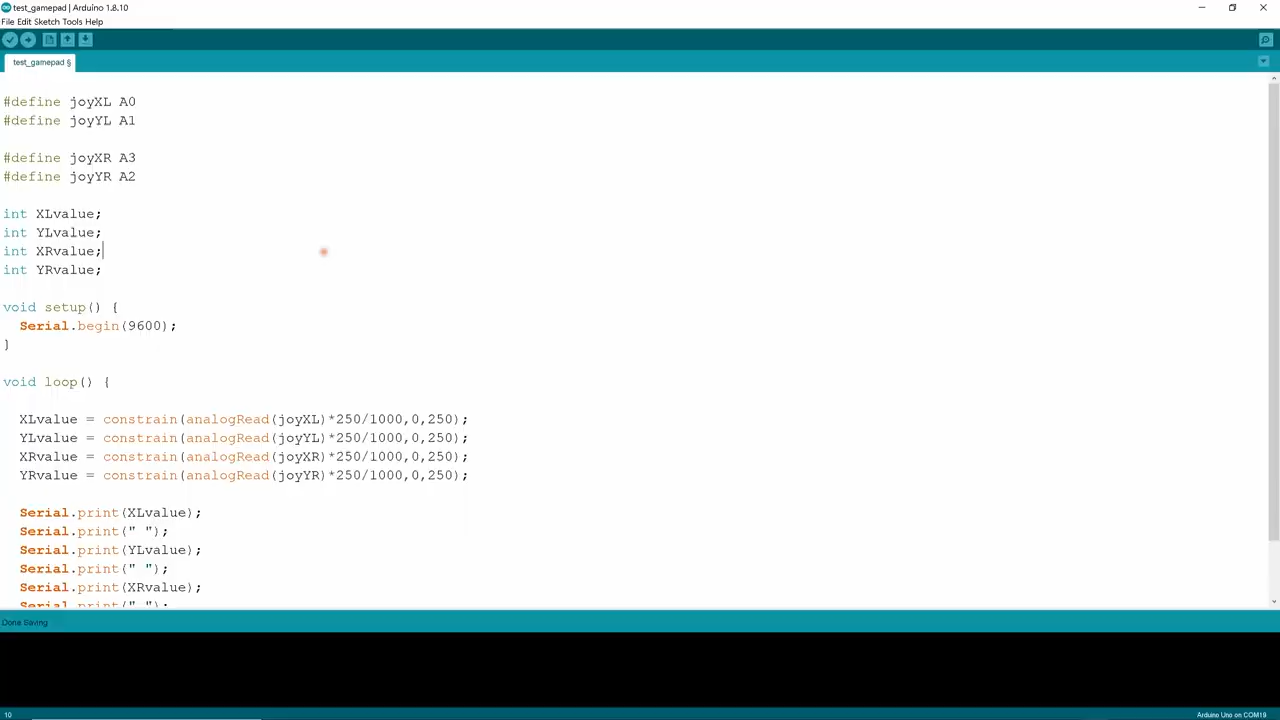 test_gamepad | Arduino 1.8.10
File Edit Sketch Tools Help
test_gamepad §
#define joyXL A0
#define joyYL A1
#define joyXR A3
#define joyYR A2
int XLvalue;
int YLvalue;
int XRvalue;
int YRvalue;
void setup() {
Serial.begin(9600);
}
void loop() {
XLvalue = constrain(analogRead(joyXL)*250/1000,0,250);
YLvalue = constrain(analogRead(joyYL)*250/1000,0,250);
XRvalue = constrain(analogRead(joyXR)*250/1000,0,250);
YRvalue = constrain(analogRead(joyYR)*250/1000,0,250);
Serial.print(XLvalue);
Serial.print(" ");
Serial.print(YLvalue);
Serial.print(" ");
Serial.print(XRvalue);
Serial.print(" ");
Done Saving
10
Arduino Uno on COM19